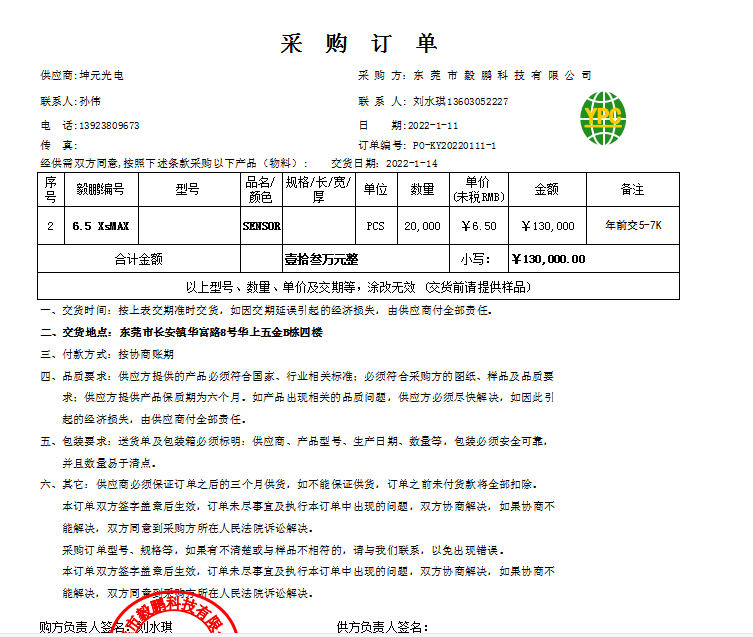 采 购 订 单
供应商:坤元光电 采 购 方: 东 莞 市 毅 鹏 科 技 有 限 公 司
联系人:孙伟 联 系 人: 刘水琪13603052227
电 话:13923809673 日 期:2022-1-11
传 真: 订单编号: PO-KY20220111-1
经供需双方同意,按照下述条款采购以下产品（物料）: 交货日期: 2022-1-14
YPC
序号 毅鹏编号 型号 品名/颜色 规格/长/宽/厚 单位 数量 单价(未税RMB) 金额 备注
2 6.5 XsMAX SENSOR PCS 20,000 ￥6.50 ￥130,000 年前交5-7K
合计金额 壹拾叁万元整 小写: ￥130,000.00
以上型号、数量、单价及交期等，涂改无效（交货前请提供样品）
一、交货时间: 按上表交期准时交货，如因交期延误引起的经济损失，由供应商付全部责任。
二、交货地点: 东莞市长安镇华富路8号华上五金B栋四楼
三、付款方式: 按协商账期
四、品质要求: 供应方提供的产品必须符合国家、行业相关标准; 必须符合采购方的图纸、样品及品质要
求; 供应方提供产品保质期为六个月。如产品出现相关的品质问题，供应方必须尽快解决，如因此引
起的经济损失，由供应商付全部责任。
五、包装要求: 送货单及包装箱必须标明: 供应商、产品型号、生产日期、数量等，包装必须安全可靠，
并且数量易于清点。
六、其它: 供应商必须保证订单之后的三个月供货，如不能保证供货，订单之前未付货款将全部扣除。
本订单双方签字盖章后生效，订单未尽事宜及执行本订单中出现的问题，双方协商解决，如果协商不
能解决，双方同意到采购方所在人民法院诉讼解决。
采购订单型号、规格等，如果有不清楚或与样品不相符的，请与我们联系，以免出现错误。
本订单双方签字盖章后生效，订单未尽事宜及执行本订单中出现的问题，双方协商解决，如果协商不
能解决，双方同意到采购方所在人民法院诉讼解决。
市毅鹏科技有限
购方负责人签名: 刘水琪 供方负责人签名: